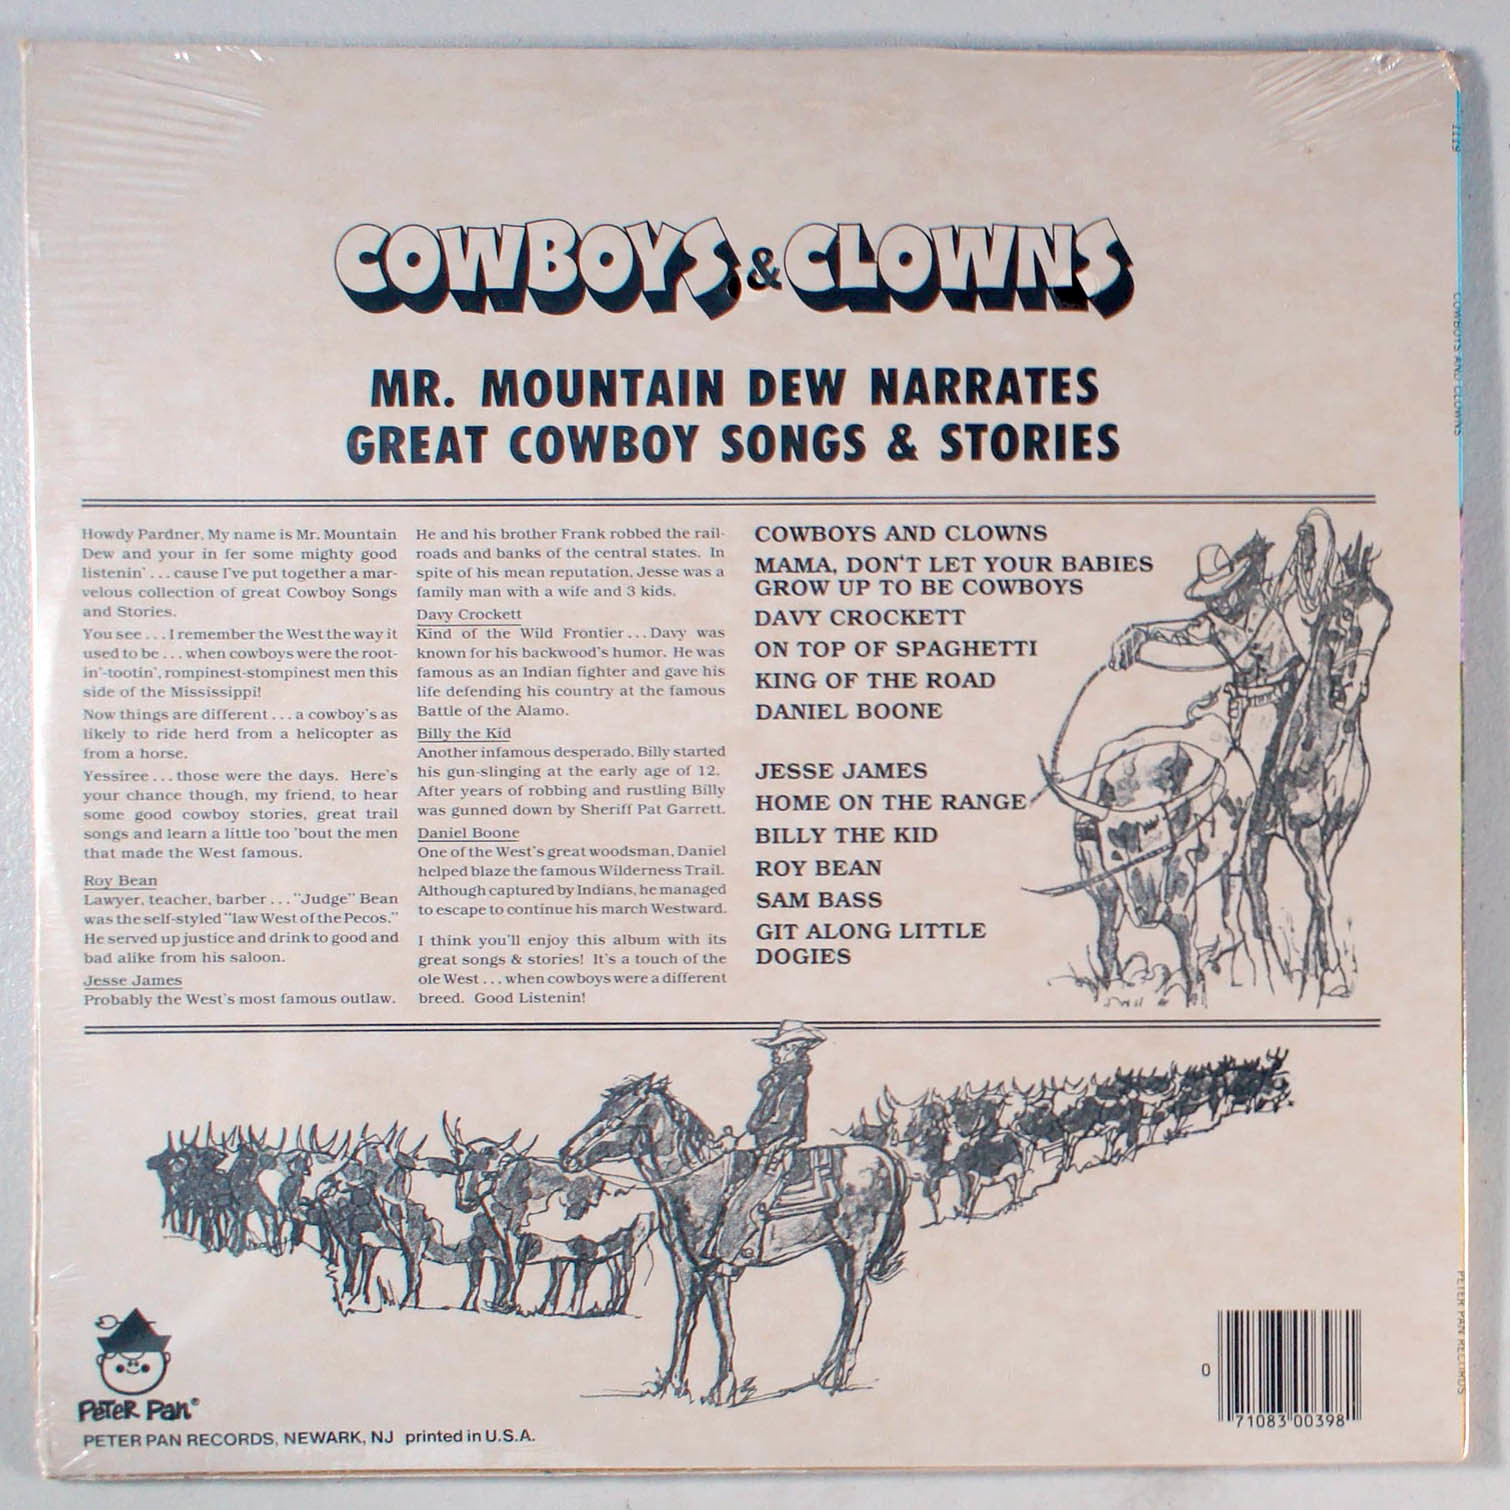 COWBOYS & CLOWNS
MR. MOUNTAIN DEW NARRATES
GREAT COWBOY SONGS & STORIES
Howdy Pardner. My name is Mr. Mountain
Dew and your in fer some mighty good
listenin' . . . cause I've put together a mar-
velous collection of great Cowboy Songs
and Stories.
You see . . . I remember the West the way it
used to be . . . when cowboys were the root-
in'-tootin', rompinest-stompinest men this
side of the Mississippi!
Now things are different . . . a cowboy's as
likely to ride herd from a helicopter as
from a horse.
Yessiree . . . those were the days. Here's
your chance though, my friend, to hear
some good cowboy stories, great trail
songs and learn a little too 'bout the men
that made the West famous.
Roy Bean
Lawyer, teacher, barber . . . "Judge" Bean
was the self-styled "law West of the Pecos."
He served up justice and drink to good and
bad alike from his saloon.
Jesse James
Probably the West's most famous outlaw.
He and his brother Frank robbed the rail-
roads and banks of the central states. In
spite of his mean reputation, Jesse was a
family man with a wife and 3 kids.
Davy Crockett
Kind of the Wild Frontier . . . Davy was
known for his backwood's humor. He was
famous as an Indian fighter and gave his
life defending his country at the famous
Battle of the Alamo.
Billy the Kid
Another infamous desperado, Billy started
his gun-slinging at the early age of 12.
After years of robbing and rustling Billy
was gunned down by Sheriff Pat Garrett.
Daniel Boone
One of the West's great woodsman, Daniel
helped blaze the famous Wilderness Trail.
Although captured by Indians, he managed
to escape to continue his march Westward.
I think you'll enjoy this album with its
great songs & stories! It's a touch of the
ole West . . . when cowboys were a different
breed. Good Listenin!
COWBOYS AND CLOWNS
MAMA, DON'T LET YOUR BABIES
GROW UP TO BE COWBOYS
DAVY CROCKETT
ON TOP OF SPAGHETTI
KING OF THE ROAD
DANIEL BOONE
JESSE JAMES
HOME ON THE RANGE
BILLY THE KID
ROY BEAN
SAM BASS
GIT ALONG LITTLE
DOGIES
Peter Pan®
PETER PAN RECORDS, NEWARK, NJ printed in U.S.A.
0 71083 00398
COWBOYS AND CLOWNS
PETER PAN RECORDS